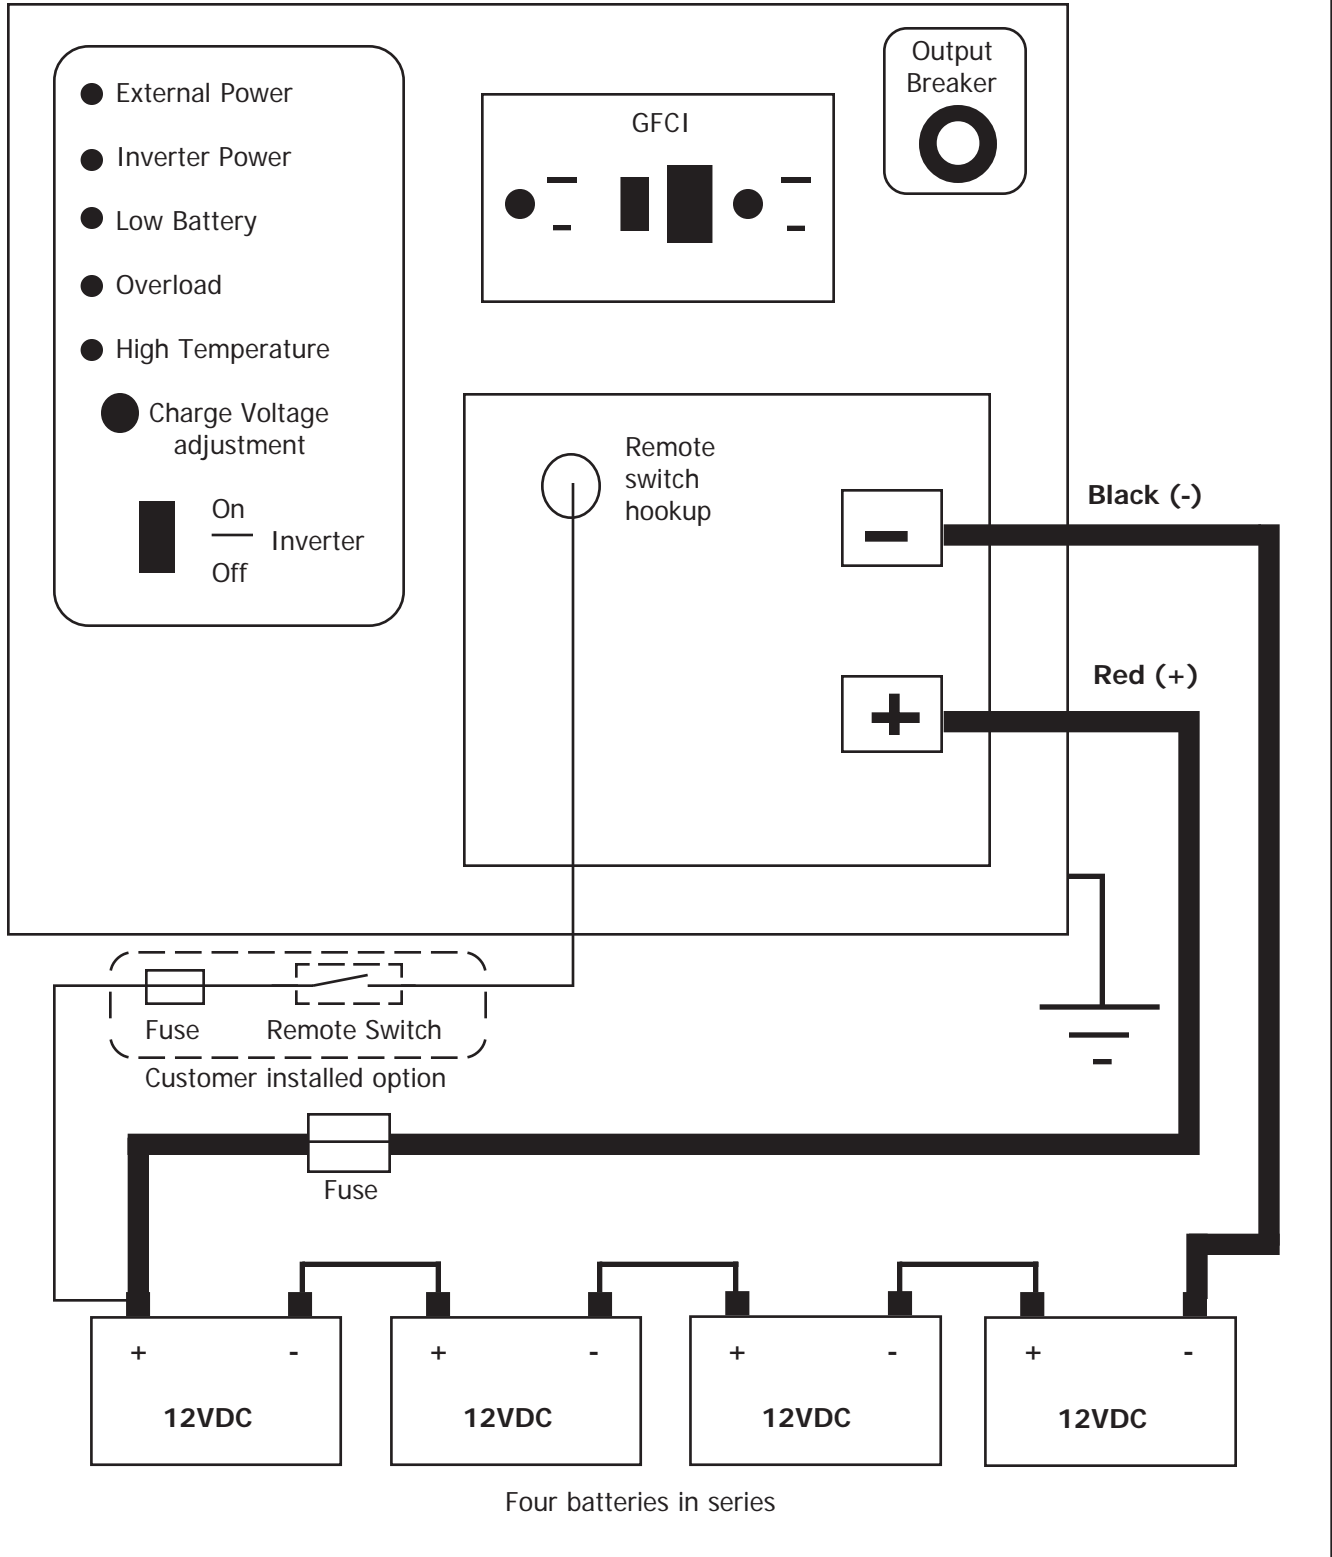 External Power
Inverter Power
Low Battery
Overload
High Temperature
Charge Voltage
adjustment
On
Inverter
Off
GFCI
Output
Breaker
Remote
switch
hookup
Black (-)
Red (+)
Fuse
Remote Switch
Customer installed option
Fuse
+ -
12VDC
+ -
12VDC
+ -
12VDC
+ -
12VDC
Four batteries in series